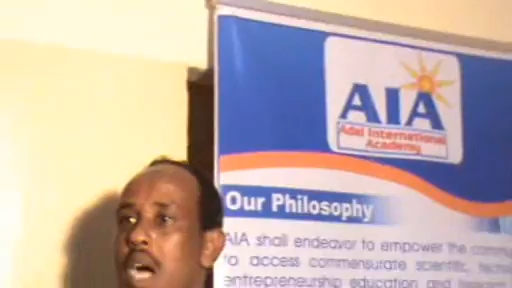 AIA
Adal International
Academy
Our Philosophy
AIA shall endeavor to empower the
to access commensurate scientific,
entrepreneurship education and